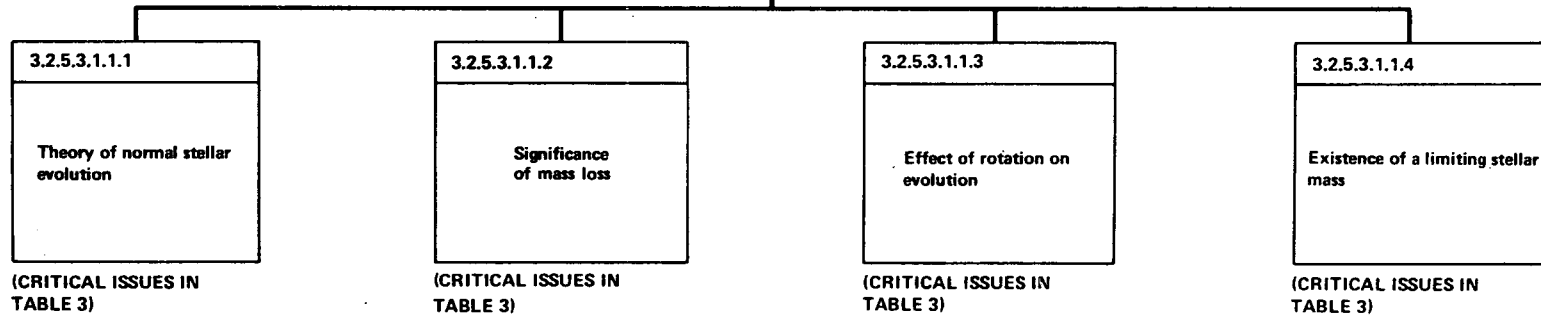 3.2.5.3.1.1.1
Theory of normal stellar
evolution
(CRITICAL ISSUES IN
TABLE 3)
3.2.5.3.1.1.2
Significance
of mass loss
(CRITICAL ISSUES IN
TABLE 3)
3.2.5.3.1.1.3
Effect of rotation on
evolution
(CRITICAL ISSUES IN
TABLE 3)
3.2.5.3.1.1.4
Existence of a limiting stellar
mass
(CRITICAL ISSUES IN
TABLE 3)